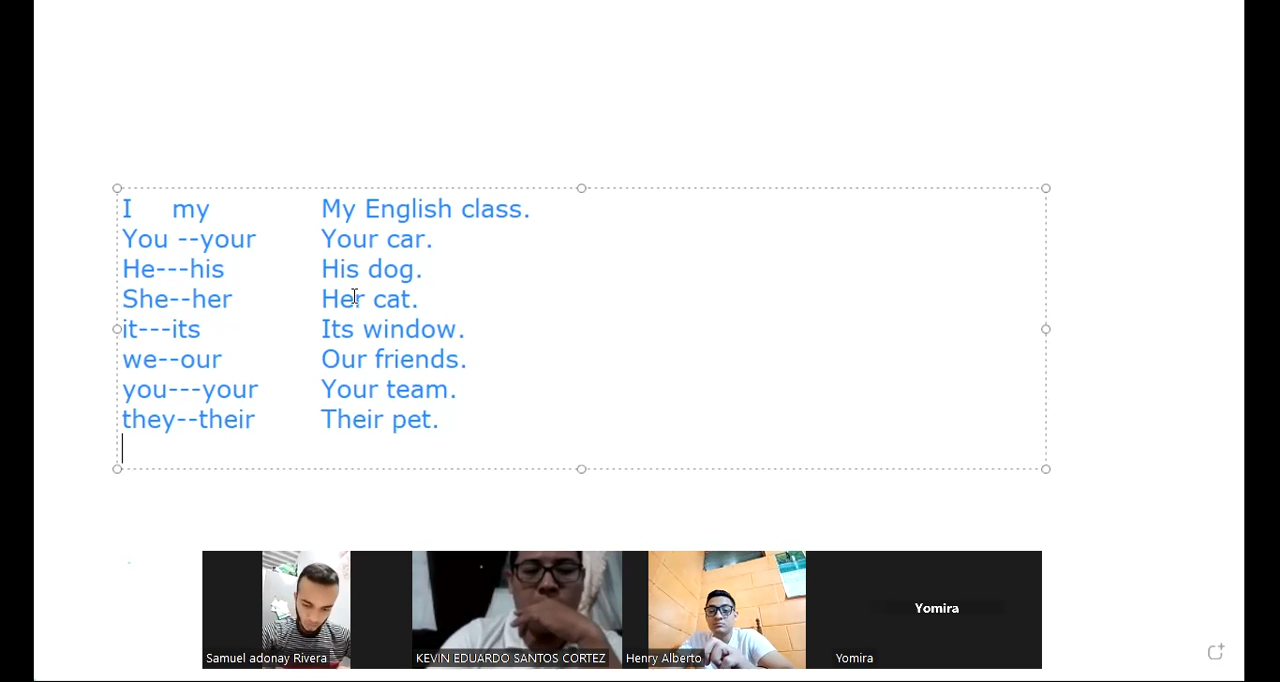 I my My English class.
You --your Your car.
He---his His dog.
She--her Her cat.
it---its Its window.
we--our Our friends.
you---your Your team.
they--their Their pet.
Yomira
Samuel adonay Rivera
KEVIN EDUARDO SANTOS CORTEZ
Henry Alberto
Yomira